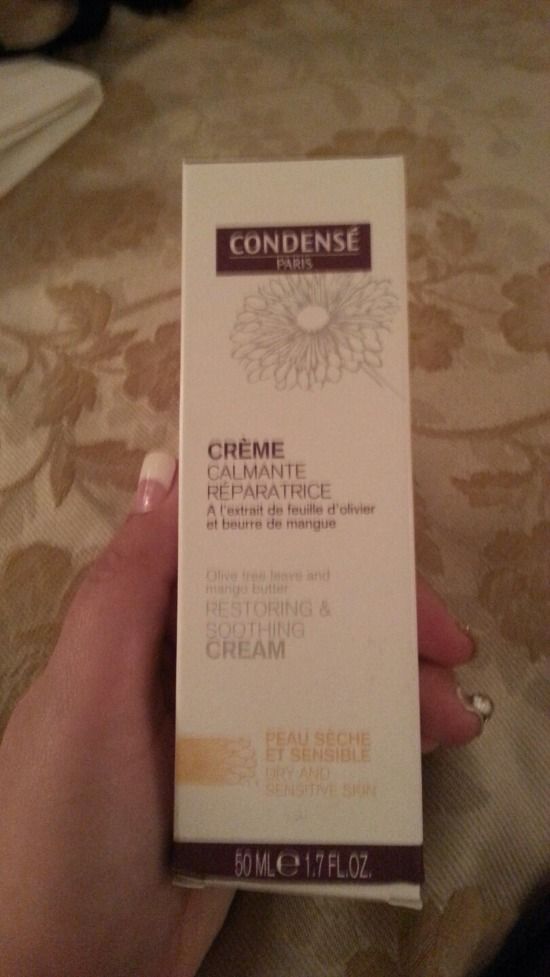 CONDENSÉ
PARIS
CRÈME
CALMANTE
RÉPARATRICE
A l'extrait de feuille d'olivier
et beurre de mangue
Olive tree leave and
mango butter
RESTORING &
SOOTHING
CREAM
PEAU SÈCHE
ET SENSIBLE
DRY AND
SENSITIVE SKIN
50 ML e 1.7 FL.OZ.